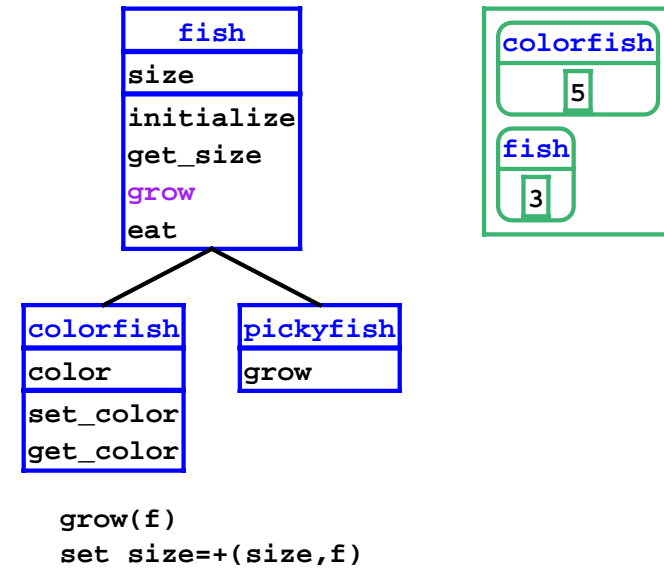 fish
size
initialize
get_size
grow
eat
colorfish
color
set_color
get_color
pickyfish
grow
colorfish
5
fish
3
grow(f)
set size=+(size,f)